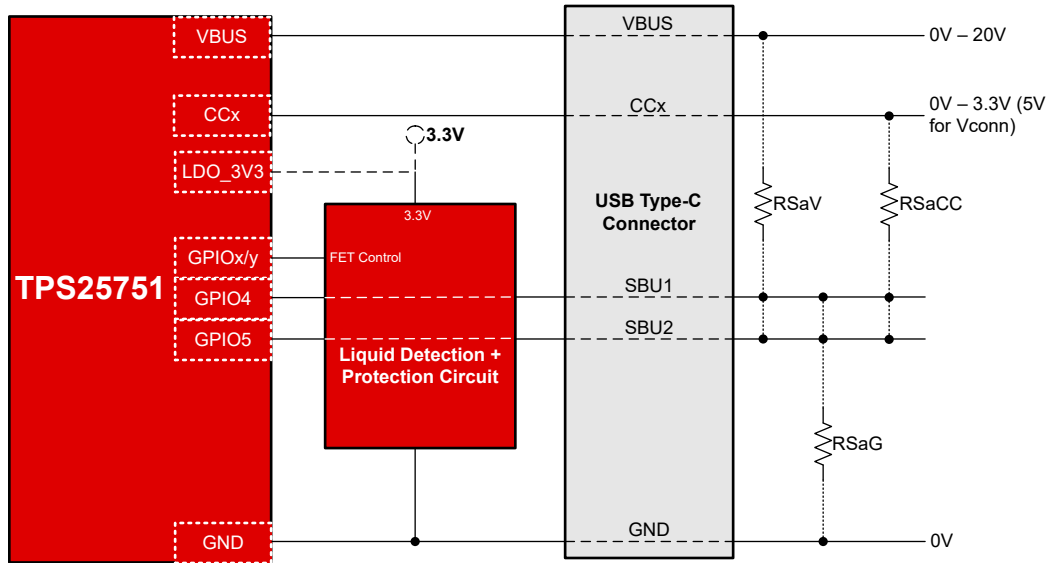 VBUS
VBUS
0V – 20V
CCx
CCx
0V – 3.3V (5V
for Vconn)
3.3V
LDO_3V3
3.3V
USB Type-C
Connector
RSaV
RSaCC
GPIOx/y
FET Control
TPS25751
GPIO4
SBU1
GPIO5
SBU2
Liquid Detection +
Protection Circuit
RSaG
GND
GND
0V